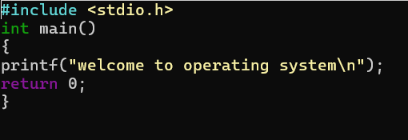 #include <stdio.h>
int main()
{
printf("welcome to operating system\n");
return 0;
}